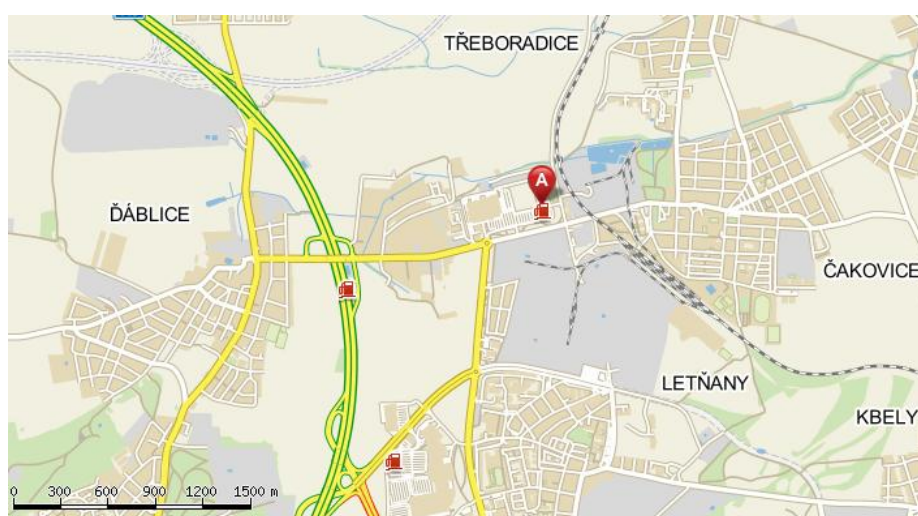 TŘEBORADICE
A
ĎÁBLICE
ČAKOVICE
LETŇANY
KBELY
0 300 600 900 1200 1500 m